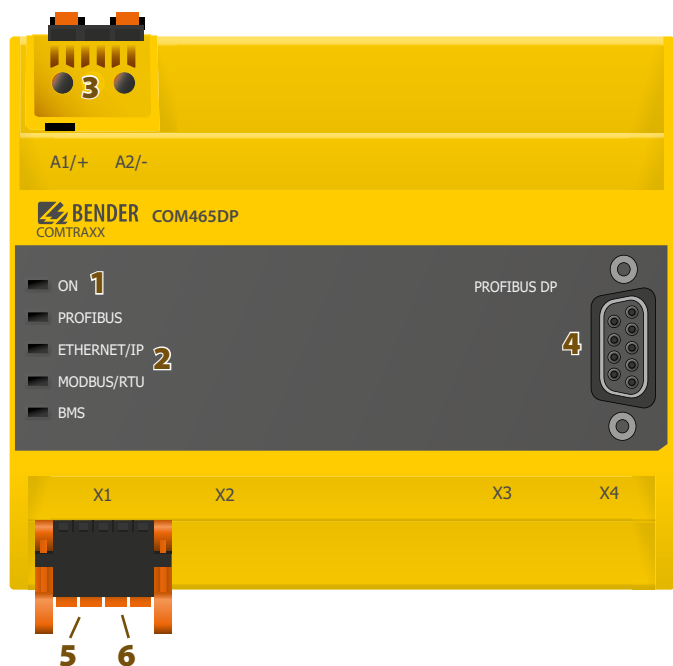 3
A1/+ A2/-
BENDER COM465DP
COMTRAXX
ON 1
PROFIBUS DP
PROFIBUS
ETHERNET/IP 2
4
MODBUS/RTU
BMS
X1 X2 X3 X4
5 6